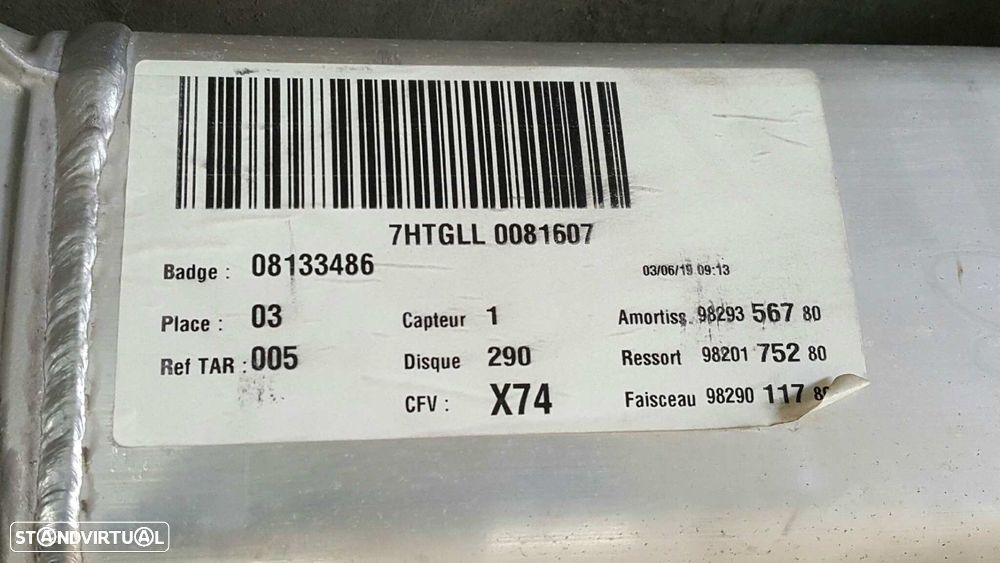 7HTGLL 0081607
Badge : 08133486
03/06/19 09:13
Place : 03 Capteur 1 Amortiss. 98293 567 80
Ref TAR : 005 Disque 290 Ressort 98201 752 80
CFV : X74 Faisceau 98290 117 80
STANDVIRTUAL